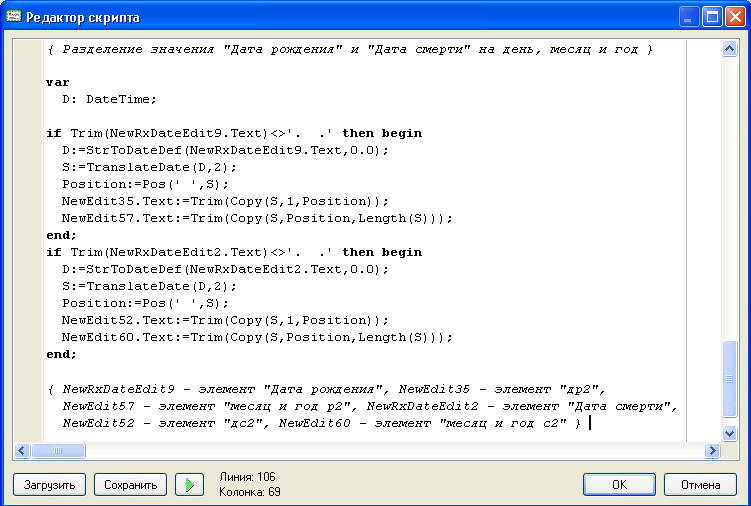 Редактор скрипта
{ Разделение значения "Дата рождения" и "Дата смерти" на день, месяц и год }
var
D: DateTime;
if Trim(NewRxDateEdit9.Text)<>'.  .' then begin
D:=StrToDateDef(NewRxDateEdit9.Text,0.0);
S:=TranslateDate(D,2);
Position:=Pos(' ',S);
NewEdit35.Text:=Trim(Copy(S,1,Position));
NewEdit57.Text:=Trim(Copy(S,Position,Length(S)));
end;
if Trim(NewRxDateEdit2.Text)<>'.  .' then begin
D:=StrToDateDef(NewRxDateEdit2.Text,0.0);
S:=TranslateDate(D,2);
Position:=Pos(' ',S);
NewEdit52.Text:=Trim(Copy(S,1,Position));
NewEdit60.Text:=Trim(Copy(S,Position,Length(S)));
end;
{ NewRxDateEdit9 - элемент "Дата рождения", NewEdit35 - элемент "др2",
NewEdit57 - элемент "месяц и год р2", NewRxDateEdit2 - элемент "Дата смерти",
NewEdit52 - элемент "дс2", NewEdit60 - элемент "месяц и год с2" }
Загрузить Сохранить Линия: 106 OK Отмена
Колонка: 69